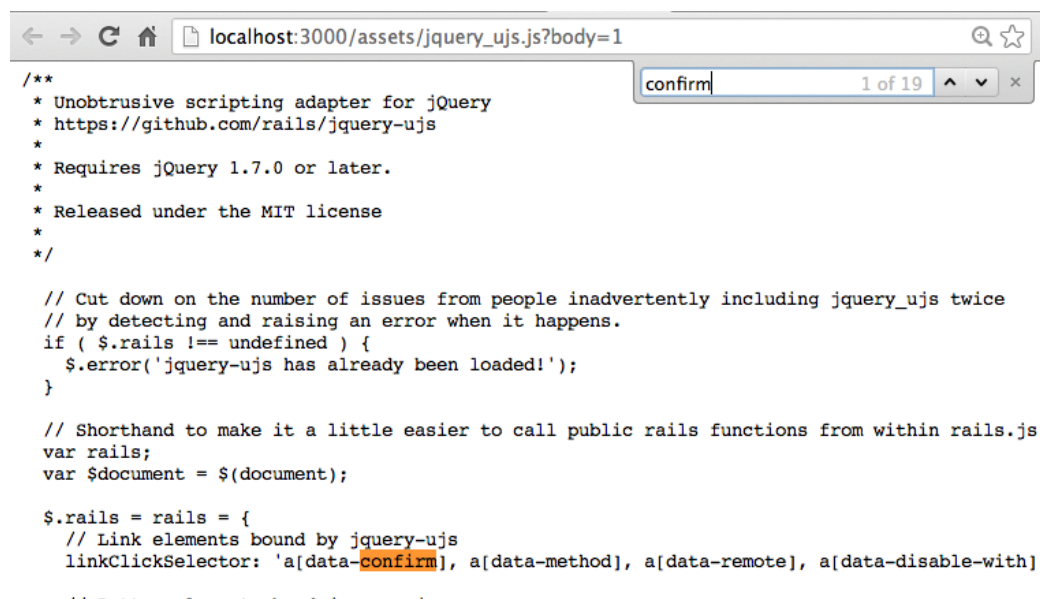 localhost:3000/assets/jquery_ujs.js?body=1
confirm 1 of 19
/**
* Unobtrusive scripting adapter for jQuery
* https://github.com/rails/jquery-ujs
*
* Requires jQuery 1.7.0 or later.
*
* Released under the MIT license
*
*/
// Cut down on the number of issues from people inadvertently including jquery_ujs twice
// by detecting and raising an error when it happens.
if ( $.rails !== undefined ) {
$.error('jquery-ujs has already been loaded!');
}
// Shorthand to make it a little easier to call public rails functions from within rails.js
var rails;
var $document = $(document);
$.rails = rails = {
// Link elements bound by jquery-ujs
linkClickSelector: 'a[data-confirm], a[data-method], a[data-remote], a[data-disable-with]